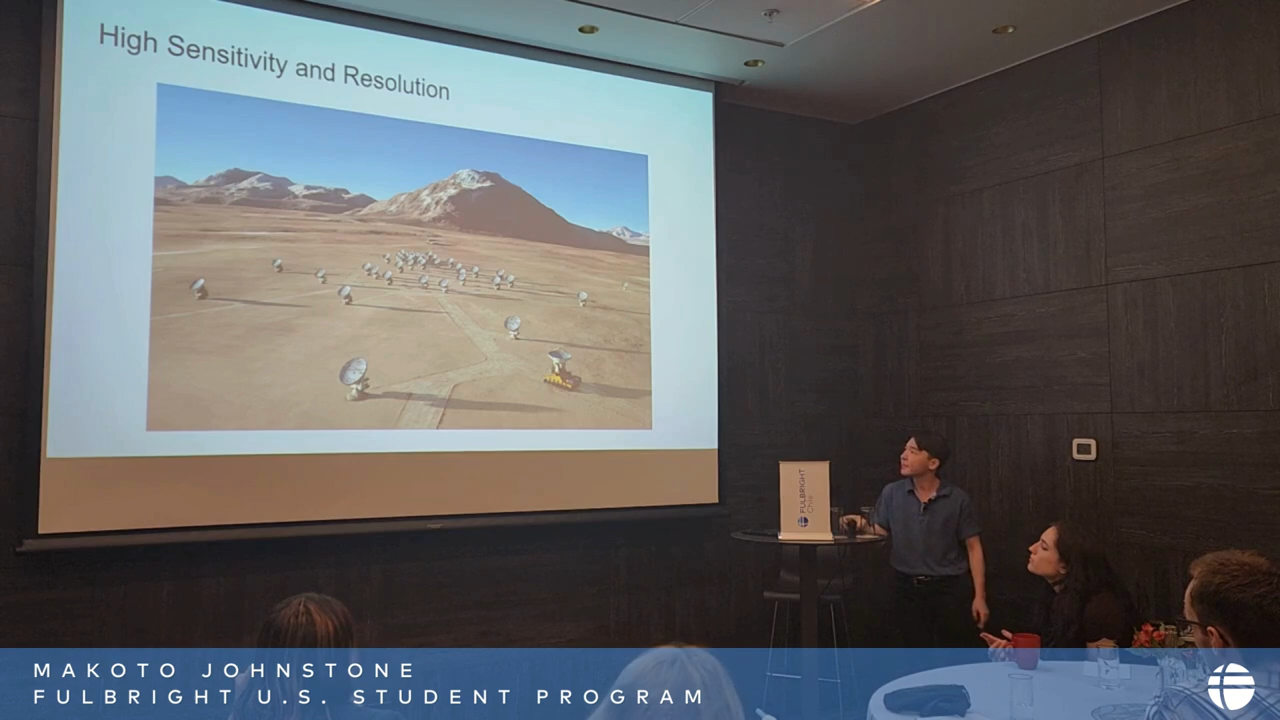 High Sensitivity and Resolution
FULBRIGHT
Chile
MAKOTO JOHNSTONE
FULBRIGHT U.S. STUDENT PROGRAM